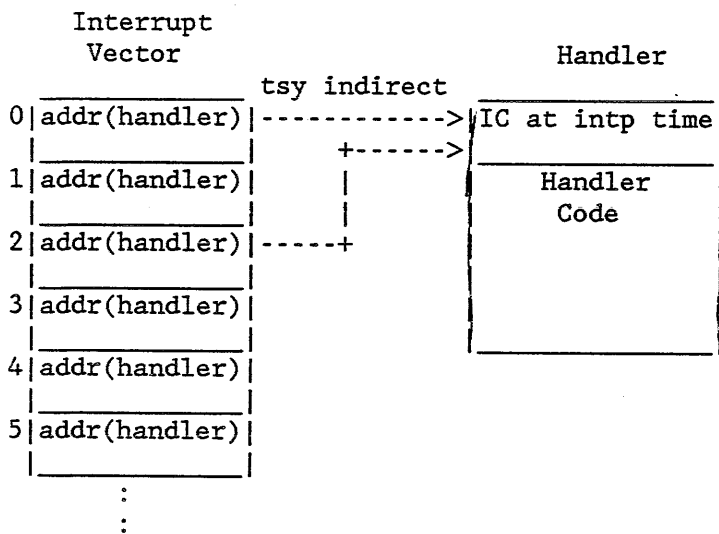 Interrupt
Vector
Handler
tsy indirect
0 addr(handler) IC at intp time
1 addr(handler) Handler
Code
2 addr(handler)
3 addr(handler)
4 addr(handler)
5 addr(handler)
:
: